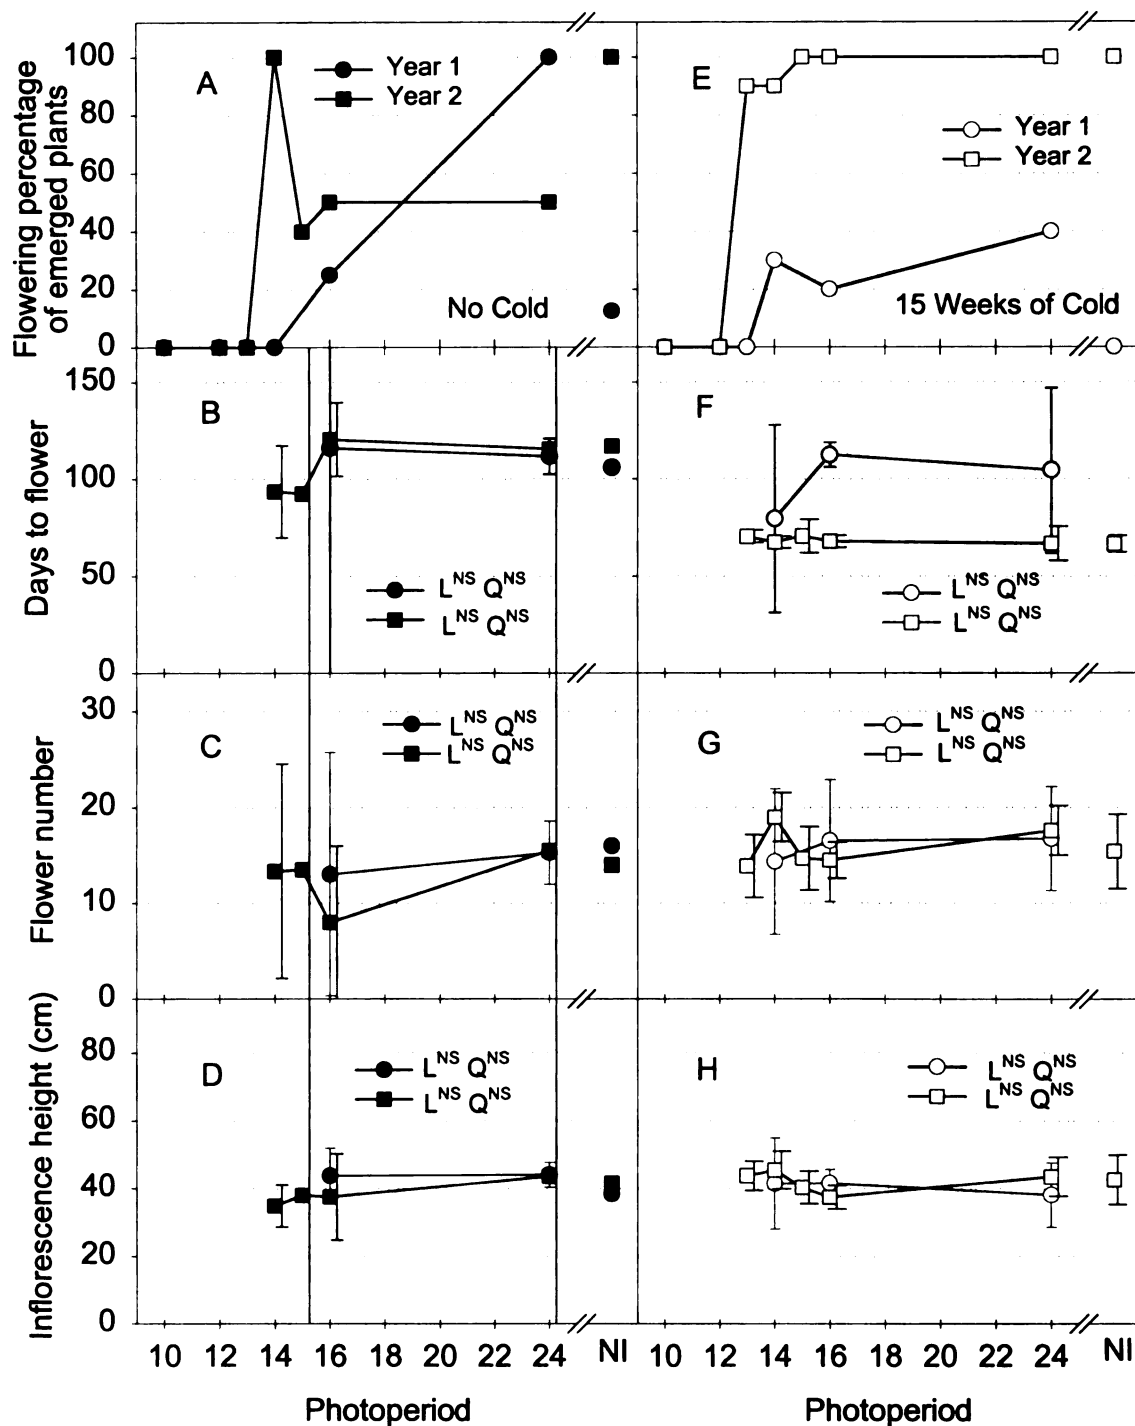 Flowering percentage
of emerged plants
100
80
60
40
20
0
A
Year 1
Year 2
No Cold
E
Year 1
Year 2
15 Weeks of Cold
Days to flower
150
100
50
0
B
L^NS Q^NS
L^NS Q^NS
F
L^NS Q^NS
L^NS Q^NS
Flower number
30
20
10
0
C
L^NS Q^NS
L^NS Q^NS
G
L^NS Q^NS
L^NS Q^NS
Inflorescence height (cm)
80
60
40
20
0
D
L^NS Q^NS
L^NS Q^NS
H
L^NS Q^NS
L^NS Q^NS
10 12 14 16 18 20 22 24 NI
10 12 14 16 18 20 22 24 NI
Photoperiod
Photoperiod